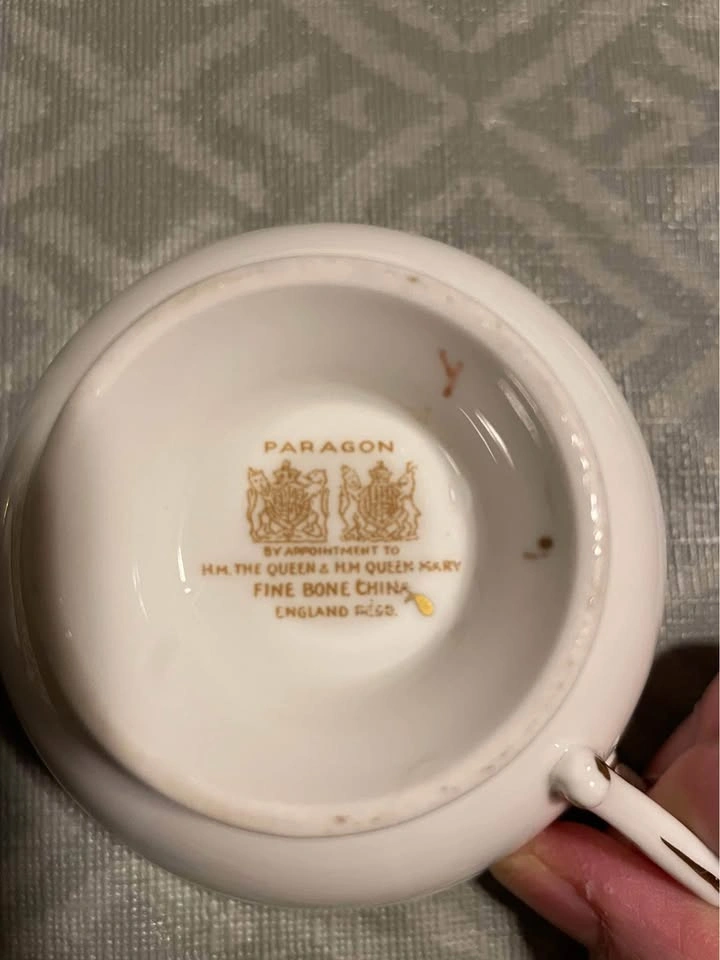 PARAGON
BY APPOINTMENT TO
H.M. THE QUEEN & H.M QUEEN MARY
FINE BONE CHINA
ENGLAND REGD.
Y